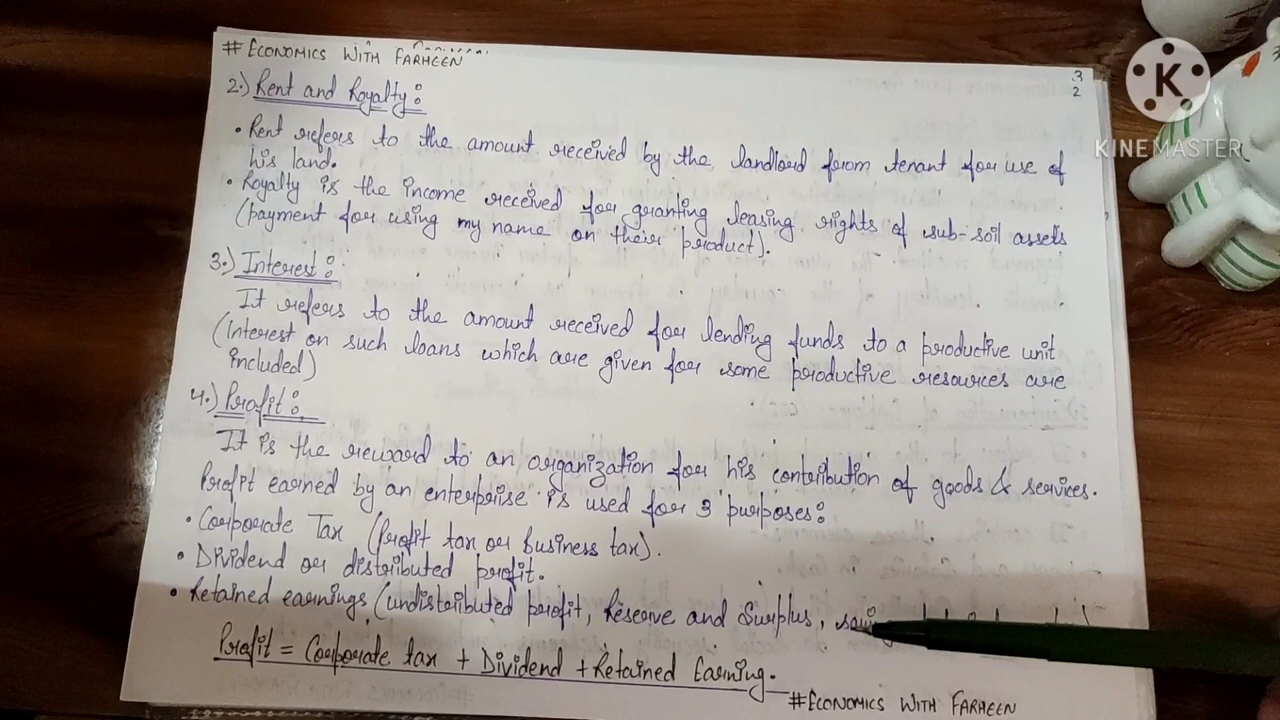 # ECONOMICS WITH FARHEEN
3
2
K
KINEMASTER
2.) Rent and Royalty:
• Rent refers to the amount received by the landlord from tenant for use of
his land.
• Royalty is the income received for granting leasing rights of sub-soil assets
(payment for using my name on their product).
3.) Interest:
It refers to the amount received for lending funds to a productive unit
(interest on such loans which are given for some productive resources are
included)
4.) Profit:
It is the reward to an organization for his contribution of goods & services.
Profit earned by an enterprise is used for 3 purposes:
• Corporate Tax (Profit tax or Business tax).
• Dividend or distributed profit.
• Retained earnings (undistributed profit, Reserve and Surplus,
Profit = Corporate tax + Dividend + Retained Earning.
#ECONOMICS WITH FARHEEN